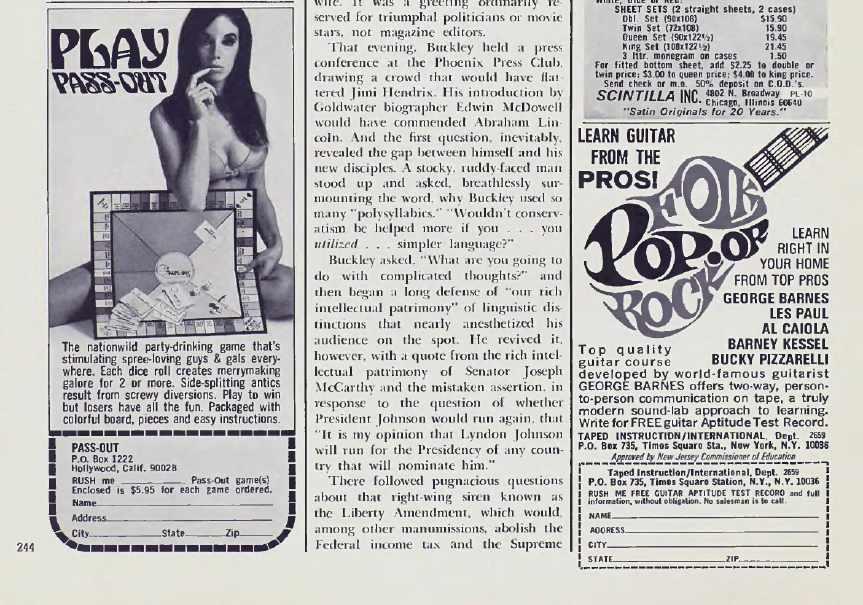 PLAY
PASS-OUT
The nationwild party-drinking game that's
stimulating spree-loving guys & gals every-
where. Each dice roll creates merrymaking
galore for 2 or more. Side-splitting antics
result from screwy diversions. Play to win
but losers have all the fun. Packaged with
colorful board, pieces and easy instructions.
PASS-OUT
P.O. Box 1222
Hollywood, Calif. 90028
RUSH me Pass-Out game(s)
Enclosed is $5.95 for each game ordered.
Name
Address
City State Zip
244
wife. It was a greeting ordinarily re-
served for triumphal politicians or movie
stars, not magazine editors.
That evening, Buckley held a press
conference at the Phoenix Press Club,
drawing a crowd that would have flat-
tered Jimi Hendrix. His introduction by
Goldwater biographer Edwin McDowell
would have commended Abraham Lin-
coln. And the first question, inevitably,
revealed the gap between himself and his
new disciples. A stocky, ruddy-faced man
stood up and asked, breathlessly sur-
mounting the word, why Buckley used so
many "polysyllabics." "Wouldn't conserv-
atism be helped more if you . . . you
utilized . . . simpler language?"
Buckley asked, "What are you going to
do with complicated thoughts?" and
then began a long defense of "our rich
intellectual patrimony" of linguistic dis-
tinctions that nearly anesthetized his
audience on the spot. He revived it,
however, with a quote from the rich intel-
lectual patrimony of Senator Joseph
McCarthy and the mistaken assertion, in
response to the question of whether
President Johnson would run again, that
"It is my opinion that Lyndon Johnson
will run for the Presidency of any coun-
try that will nominate him."
There followed pugnacious questions
about that right-wing siren known as
the Liberty Amendment, which would,
among other manumissions, abolish the
Federal income tax and the Supreme
SHEET SETS (2 straight sheets, 2 cases)
Dbl. Set (90x108) $15.90
Twin Set (72x108) 15.90
Queen Set (90x122½) 19.45
King Set (108x122½) 21.45
3 ltr. monogram on cases 1.50
For fitted bottom sheet, add $2.25 to double or
twin price; $3.00 to queen price; $4.00 to king price.
Send check or m.o. 50% deposit on C.O.D.'s.
SCINTILLA INC. 4802 N. Broadway PL-10
Chicago, Illinois 60640
"Satin Originals for 20 Years."
LEARN GUITAR
FROM THE
PROS!
FOLK
POP·OR
ROCK
LEARN
RIGHT IN
YOUR HOME
FROM TOP PROS
GEORGE BARNES
LES PAUL
AL CAIOLA
BARNEY KESSEL
BUCKY PIZZARELLI
Top quality
guitar course
developed by world-famous guitarist
GEORGE BARNES offers two-way, person-
to-person communication on tape, a truly
modern sound-lab approach to learning.
Write for FREE guitar Aptitude Test Record.
TAPED INSTRUCTION/INTERNATIONAL, Dept. 2659
P.O. Box 735, Times Square Sta., New York, N.Y. 10036
Approved by New Jersey Commissioner of Education
Taped Instruction/International, Dept. 2659
P.O. Box 735, Times Square Station, N.Y., N.Y. 10036
RUSH ME FREE GUITAR APTITUDE TEST RECORD and full
information, without obligation. No salesman is to call.
NAME
ADDRESS
CITY
STATE ZIP